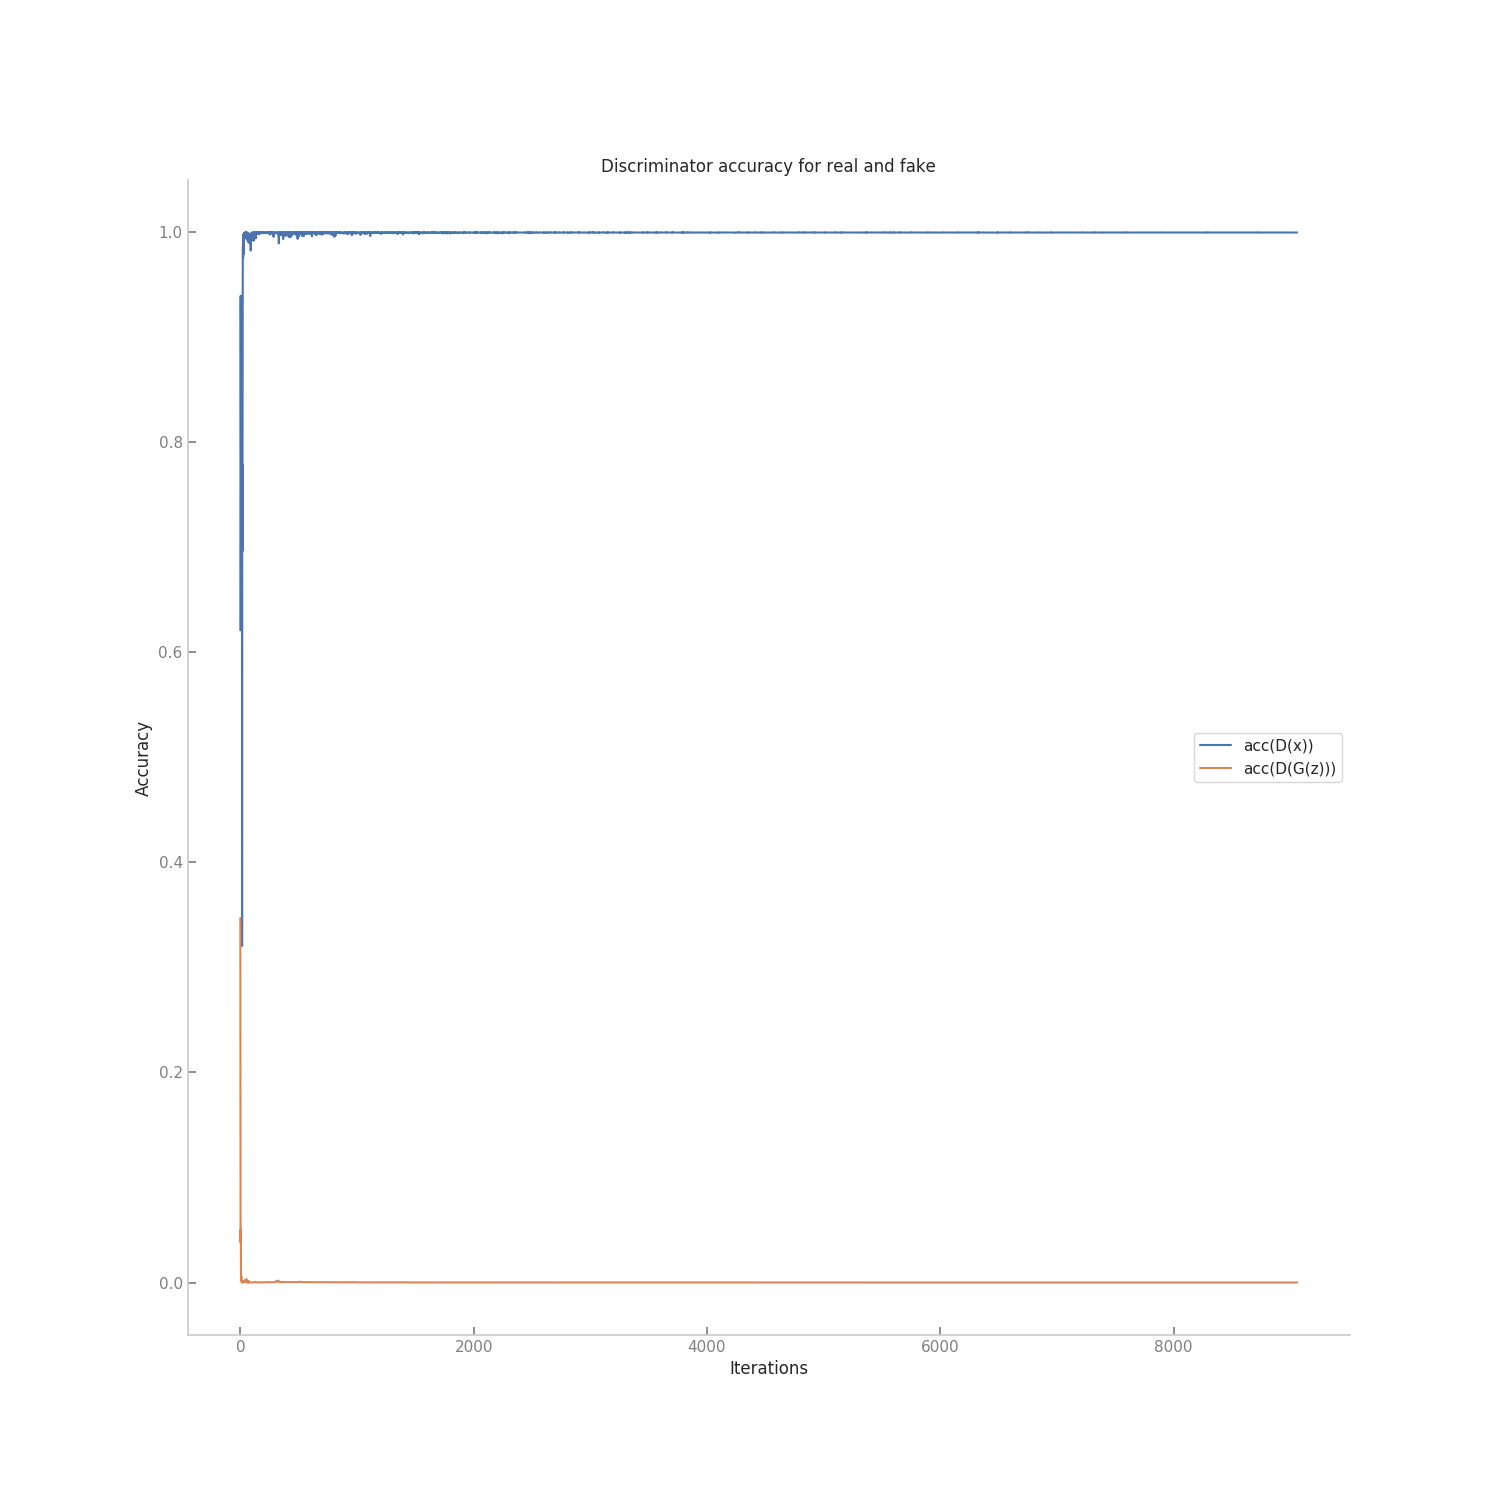 Discriminator accuracy for real and fake
1.0
0.8
0.6
0.4
0.2
0.0
Accuracy
acc(D(x))
acc(D(G(z)))
0 2000 4000 6000 8000
Iterations